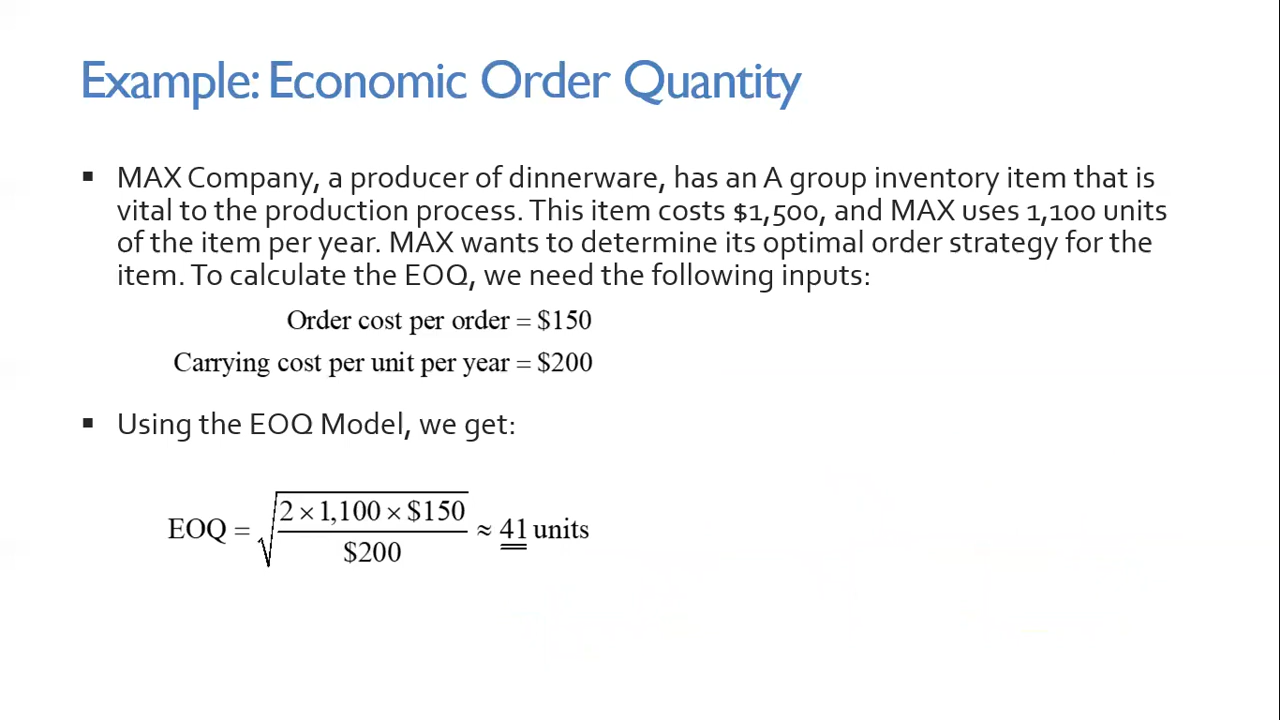 Example: Economic Order Quantity
▪ MAX Company, a producer of dinnerware, has an A group inventory item that is
vital to the production process. This item costs $1,500, and MAX uses 1,100 units
of the item per year. MAX wants to determine its optimal order strategy for the
item. To calculate the EOQ, we need the following inputs:
Order cost per order = $150
Carrying cost per unit per year = $200
▪ Using the EOQ Model, we get:
EOQ = √(2 × 1,100 × $150 / $200) ≈ 41 units